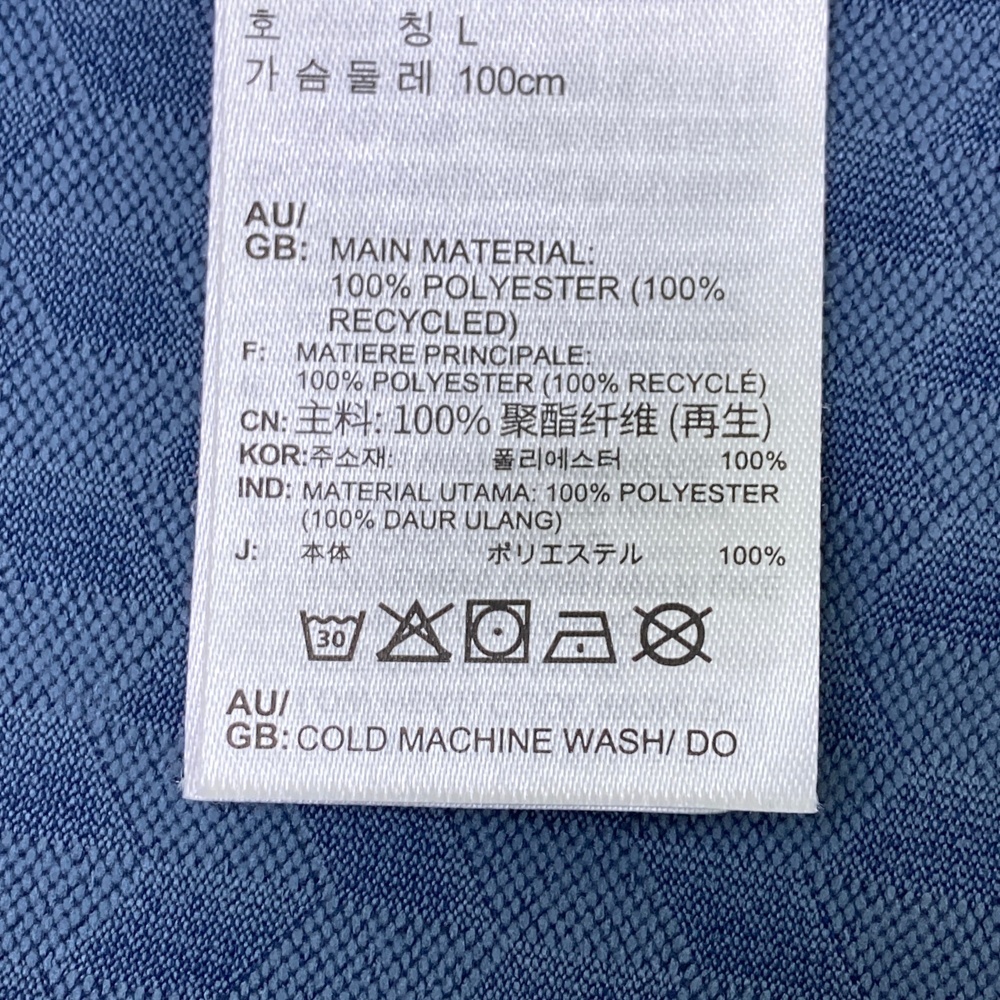 호 칭 L
가 슴 둘 레 100cm
AU/
GB: MAIN MATERIAL:
100% POLYESTER (100%
RECYCLED)
F: MATIERE PRINCIPALE:
100% POLYESTER (100% RECYCLÉ)
CN: 主料: 100% 聚酯纤维 (再生)
KOR:주소재: 폴리에스터 100%
IND: MATERIAL UTAMA: 100% POLYESTER
(100% DAUR ULANG)
J: 本体 ポリエステル 100%
30
AU/
GB: COLD MACHINE WASH/ DO